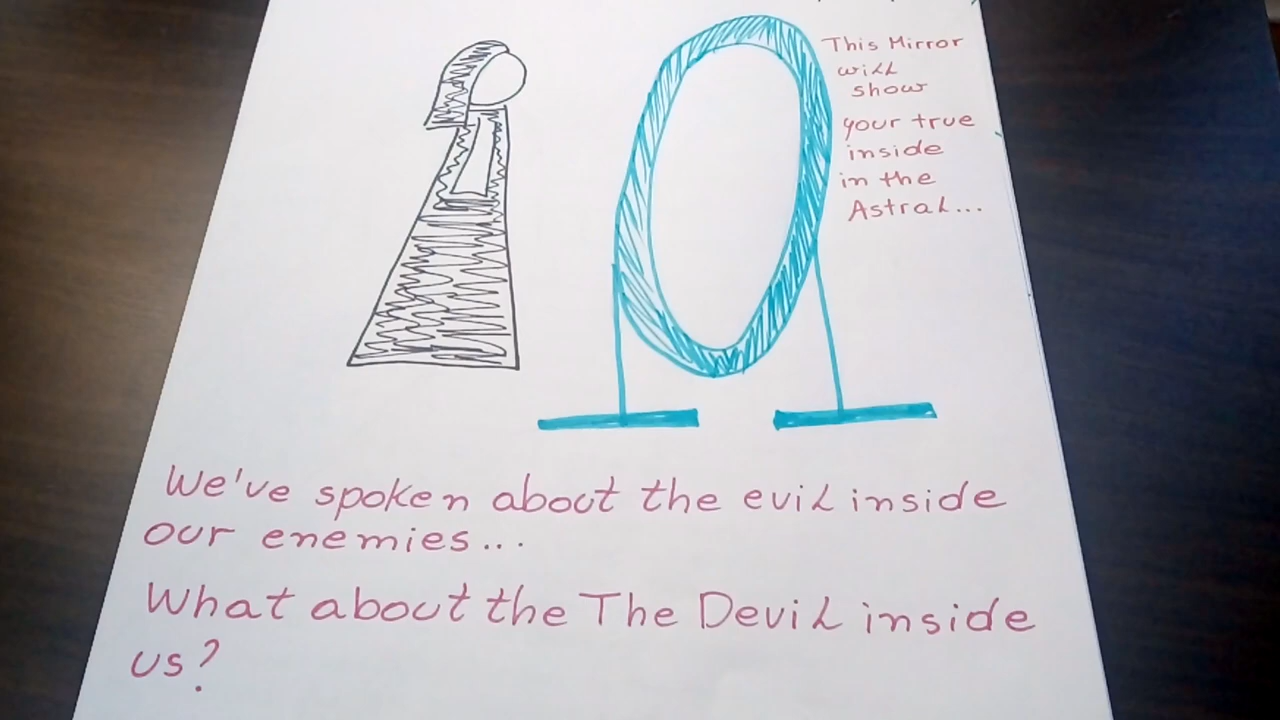 This Mirror
will
show
your true
inside
in the
Astral...
We've spoken about the evil inside
our enemies...
What about the The Devil inside
us?